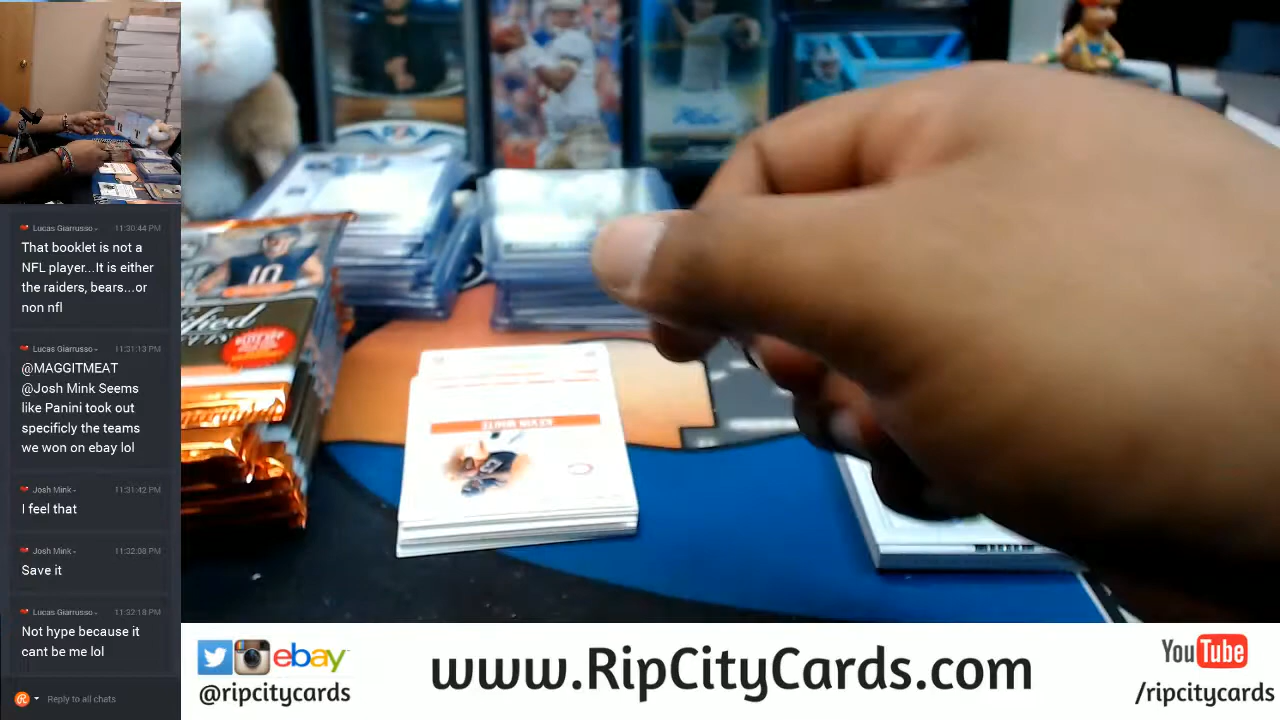 Lucas Giarrusso 11:30:44 PM
That booklet is not a
NFL player...It is either
the raiders, bears...or
non nfl
Lucas Giarrusso 11:31:13 PM
@MAGGITMEAT
@Josh Mink Seems
like Panini took out
specificly the teams
we won on ebay lol
Josh Mink 11:31:42 PM
I feel that
Josh Mink 11:32:08 PM
Save it
Lucas Giarrusso 11:32:18 PM
Not hype because it
cant be me lol
Reply to all chats
10
KEVIN WHITE
ebay
@ripcitycards
www.RipCityCards.com
YouTube
/ripcitycards